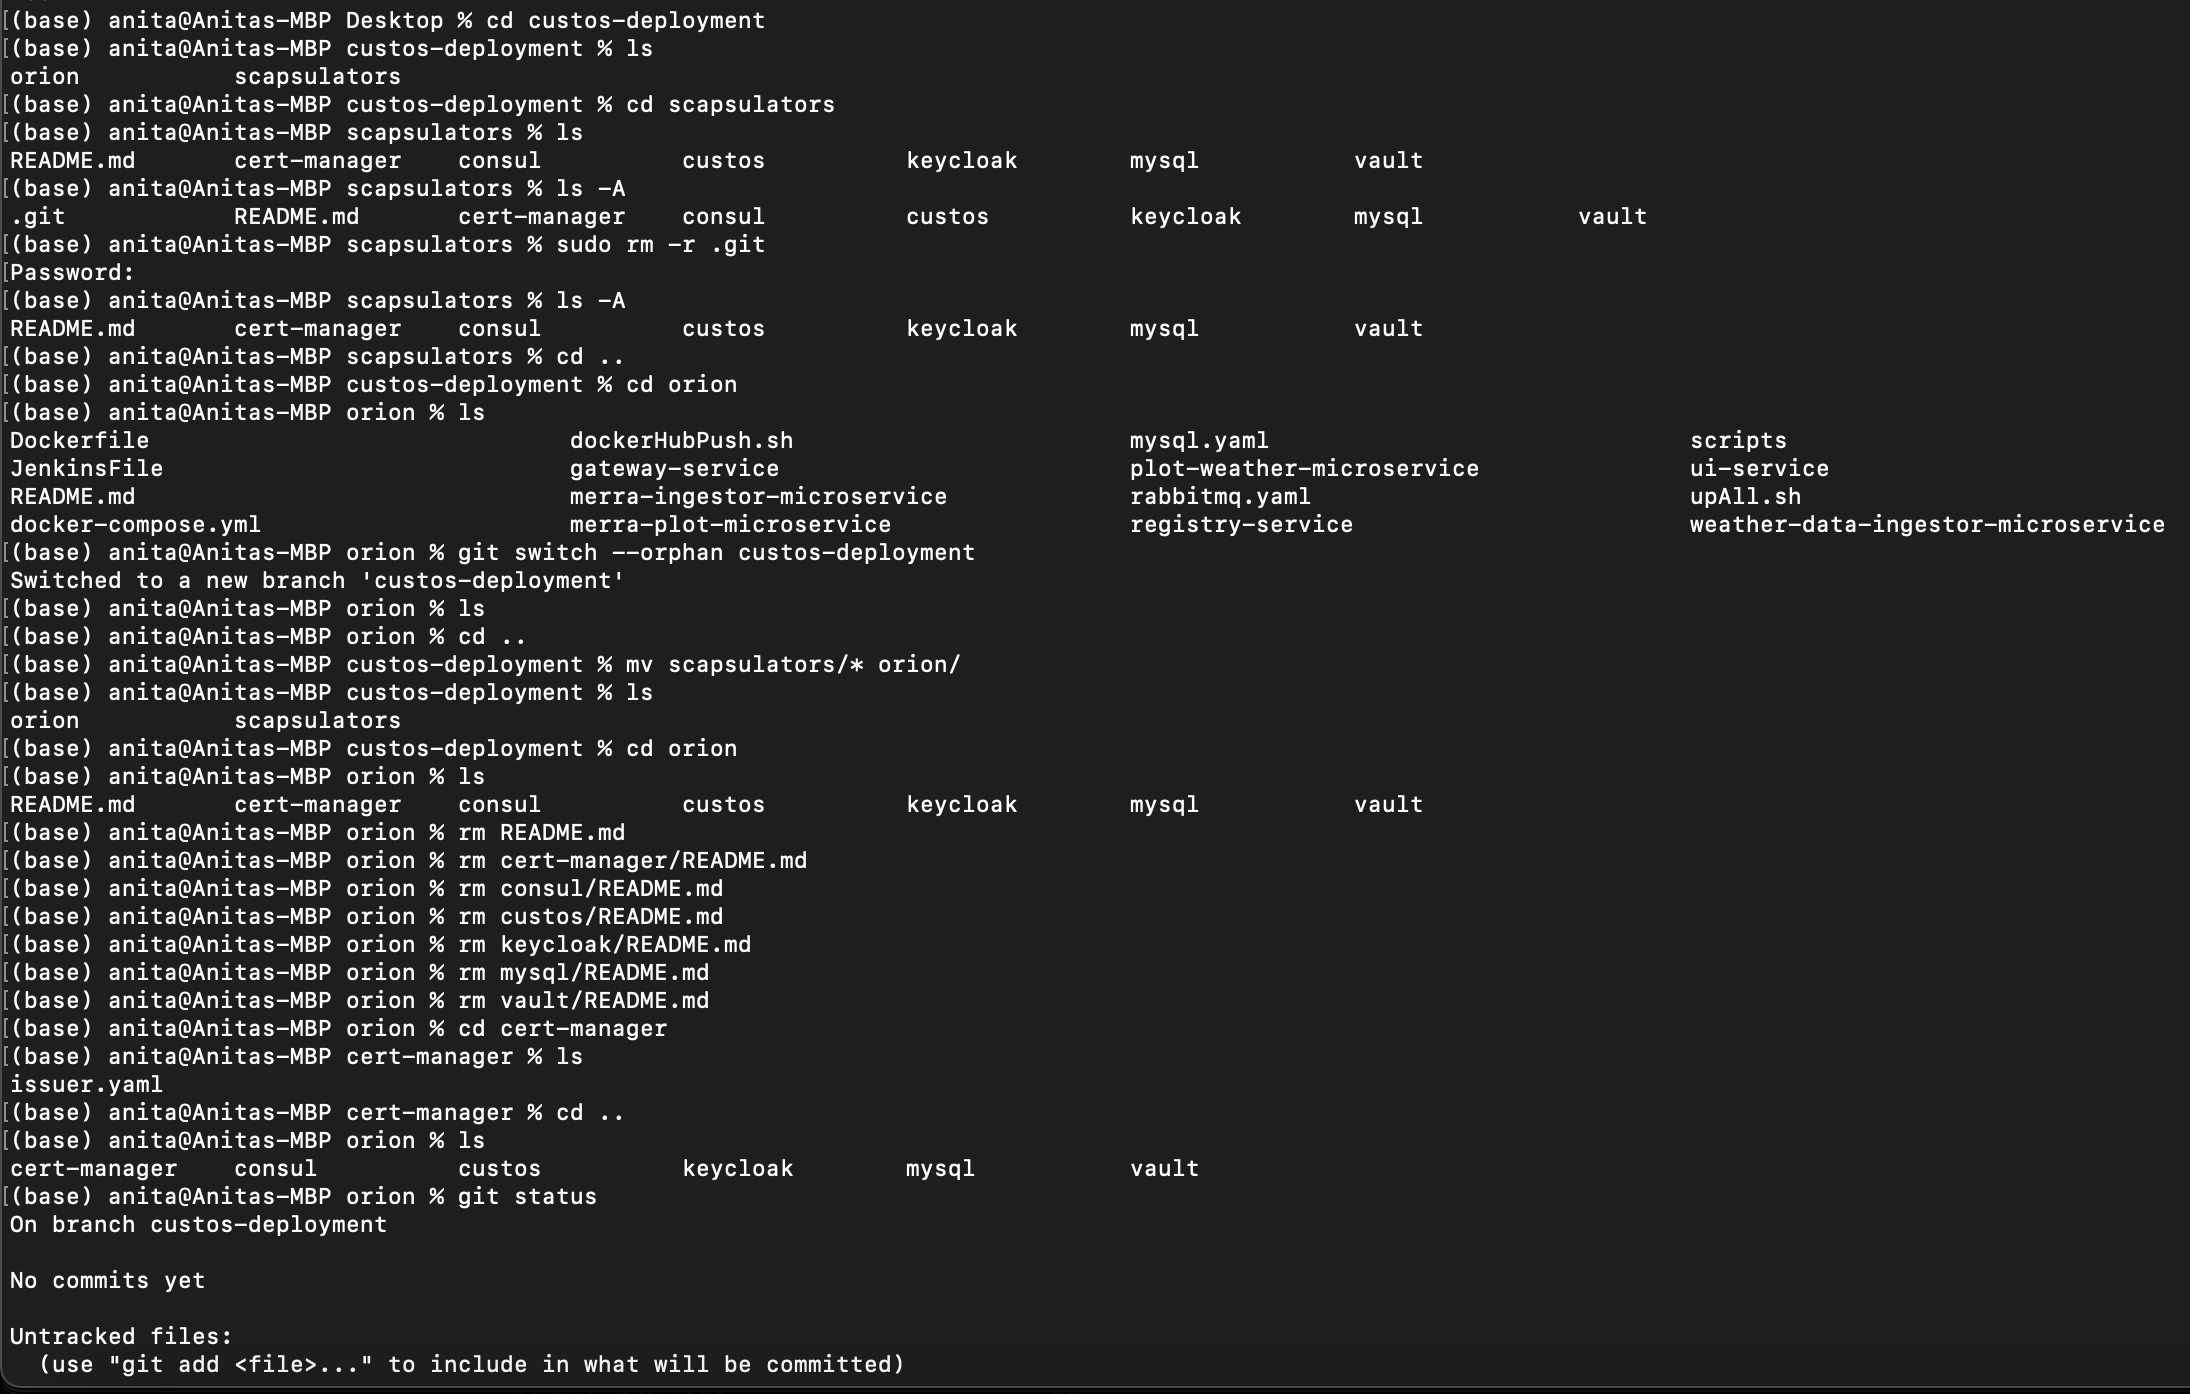 [(base) anita@Anitas-MBP Desktop % cd custos-deployment
[(base) anita@Anitas-MBP custos-deployment % ls
orion           scapsulators
[(base) anita@Anitas-MBP custos-deployment % cd scapsulators
[(base) anita@Anitas-MBP scapsulators % ls
README.md       cert-manager    consul          custos          keycloak        mysql           vault
[(base) anita@Anitas-MBP scapsulators % ls -A
.git            README.md       cert-manager    consul          custos          keycloak        mysql           vault
[(base) anita@Anitas-MBP scapsulators % sudo rm -r .git
[Password:
[(base) anita@Anitas-MBP scapsulators % ls -A
README.md       cert-manager    consul          custos          keycloak        mysql           vault
[(base) anita@Anitas-MBP scapsulators % cd ..
[(base) anita@Anitas-MBP custos-deployment % cd orion
[(base) anita@Anitas-MBP orion % ls
Dockerfile                              dockerHubPush.sh                        mysql.yaml                              scripts
JenkinsFile                             gateway-service                         plot-weather-microservice               ui-service
README.md                               merra-ingestor-microservice             rabbitmq.yaml                           upAll.sh
docker-compose.yml                      merra-plot-microservice                 registry-service                        weather-data-ingestor-microservice
[(base) anita@Anitas-MBP orion % git switch --orphan custos-deployment
Switched to a new branch 'custos-deployment'
[(base) anita@Anitas-MBP orion % ls
[(base) anita@Anitas-MBP orion % cd ..
[(base) anita@Anitas-MBP custos-deployment % mv scapsulators/* orion/
[(base) anita@Anitas-MBP custos-deployment % ls
orion           scapsulators
[(base) anita@Anitas-MBP custos-deployment % cd orion
[(base) anita@Anitas-MBP orion % ls
README.md       cert-manager    consul          custos          keycloak        mysql           vault
[(base) anita@Anitas-MBP orion % rm README.md
[(base) anita@Anitas-MBP orion % rm cert-manager/README.md
[(base) anita@Anitas-MBP orion % rm consul/README.md
[(base) anita@Anitas-MBP orion % rm custos/README.md
[(base) anita@Anitas-MBP orion % rm keycloak/README.md
[(base) anita@Anitas-MBP orion % rm mysql/README.md
[(base) anita@Anitas-MBP orion % rm vault/README.md
[(base) anita@Anitas-MBP orion % cd cert-manager
[(base) anita@Anitas-MBP cert-manager % ls
issuer.yaml
[(base) anita@Anitas-MBP cert-manager % cd ..
[(base) anita@Anitas-MBP orion % ls
cert-manager    consul          custos          keycloak        mysql           vault
[(base) anita@Anitas-MBP orion % git status
On branch custos-deployment

No commits yet

Untracked files:
  (use "git add <file>..." to include in what will be committed)